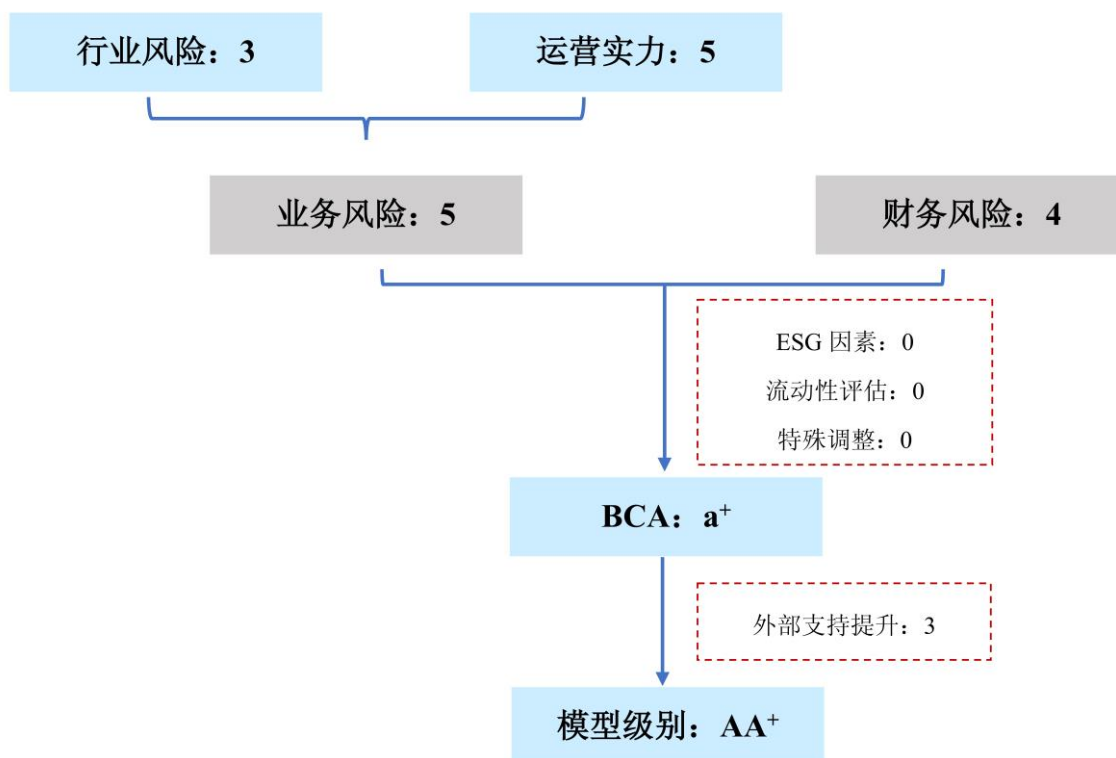 行业风险：3
运营实力：5
业务风险：5
财务风险：4
ESG 因素：0
流动性评估：0
特殊调整：0
BCA：a⁺
外部支持提升：3
模型级别：AA⁺